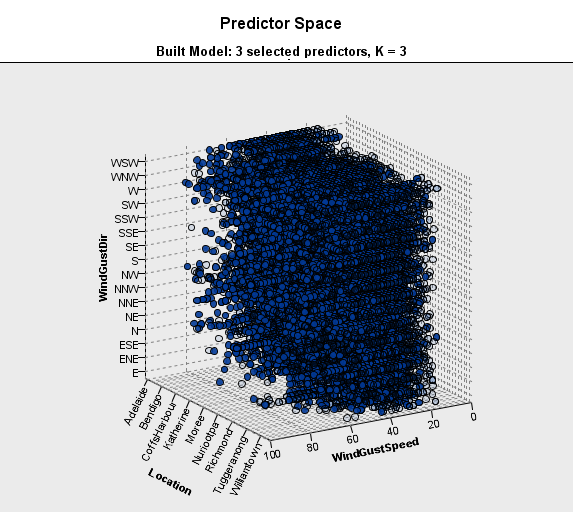 Predictor Space
Built Model: 3 selected predictors, K = 3
WindGustDir
WSW
WNW
W
SW
SSW
SSE
SE
S
NW
NNW
NNE
NE
N
ESE
ENE
E
Adelaide
Bendigo
CoffsHarbour
Katherine
Moree
Nuriootpa
Richmond
Tuggeranong
Williamtown
Location
100
80
60
40
20
0
WindGustSpeed